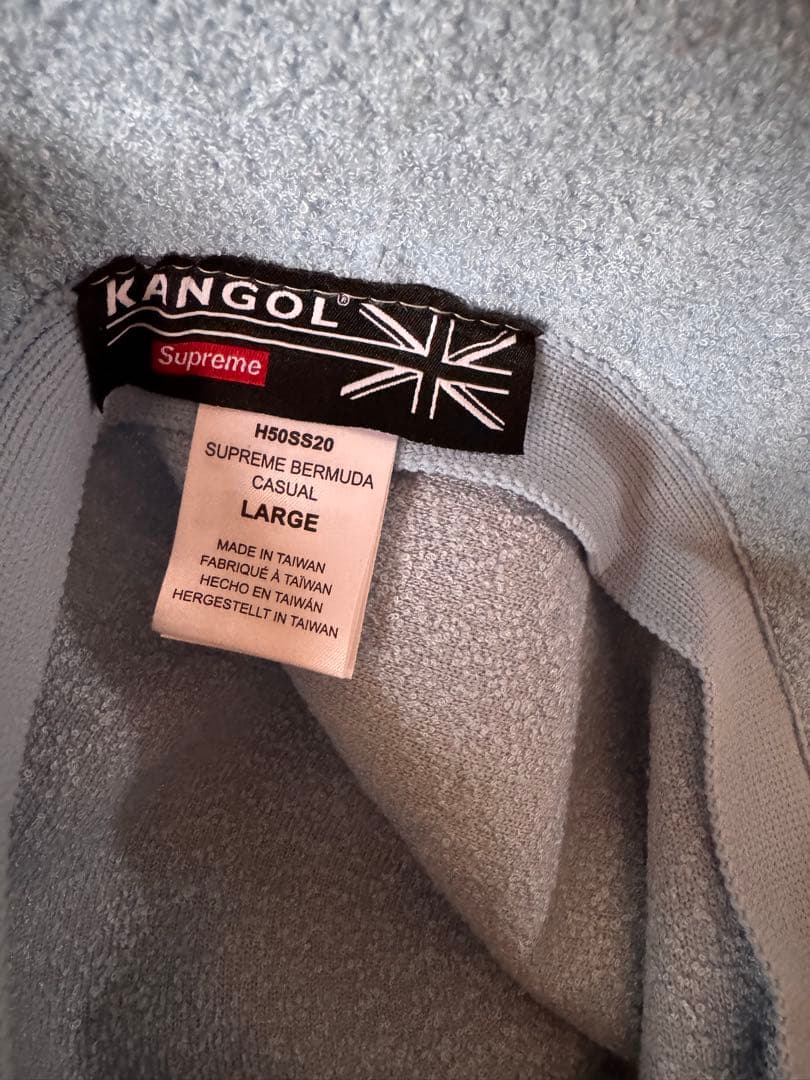 KANGOL®
Supreme
H50SS20
SUPREME BERMUDA
CASUAL
LARGE
MADE IN TAIWAN
FABRIQUÉ À TAÏWAN
HECHO EN TAIWÁN
HERGESTELLT IN TAIWAN